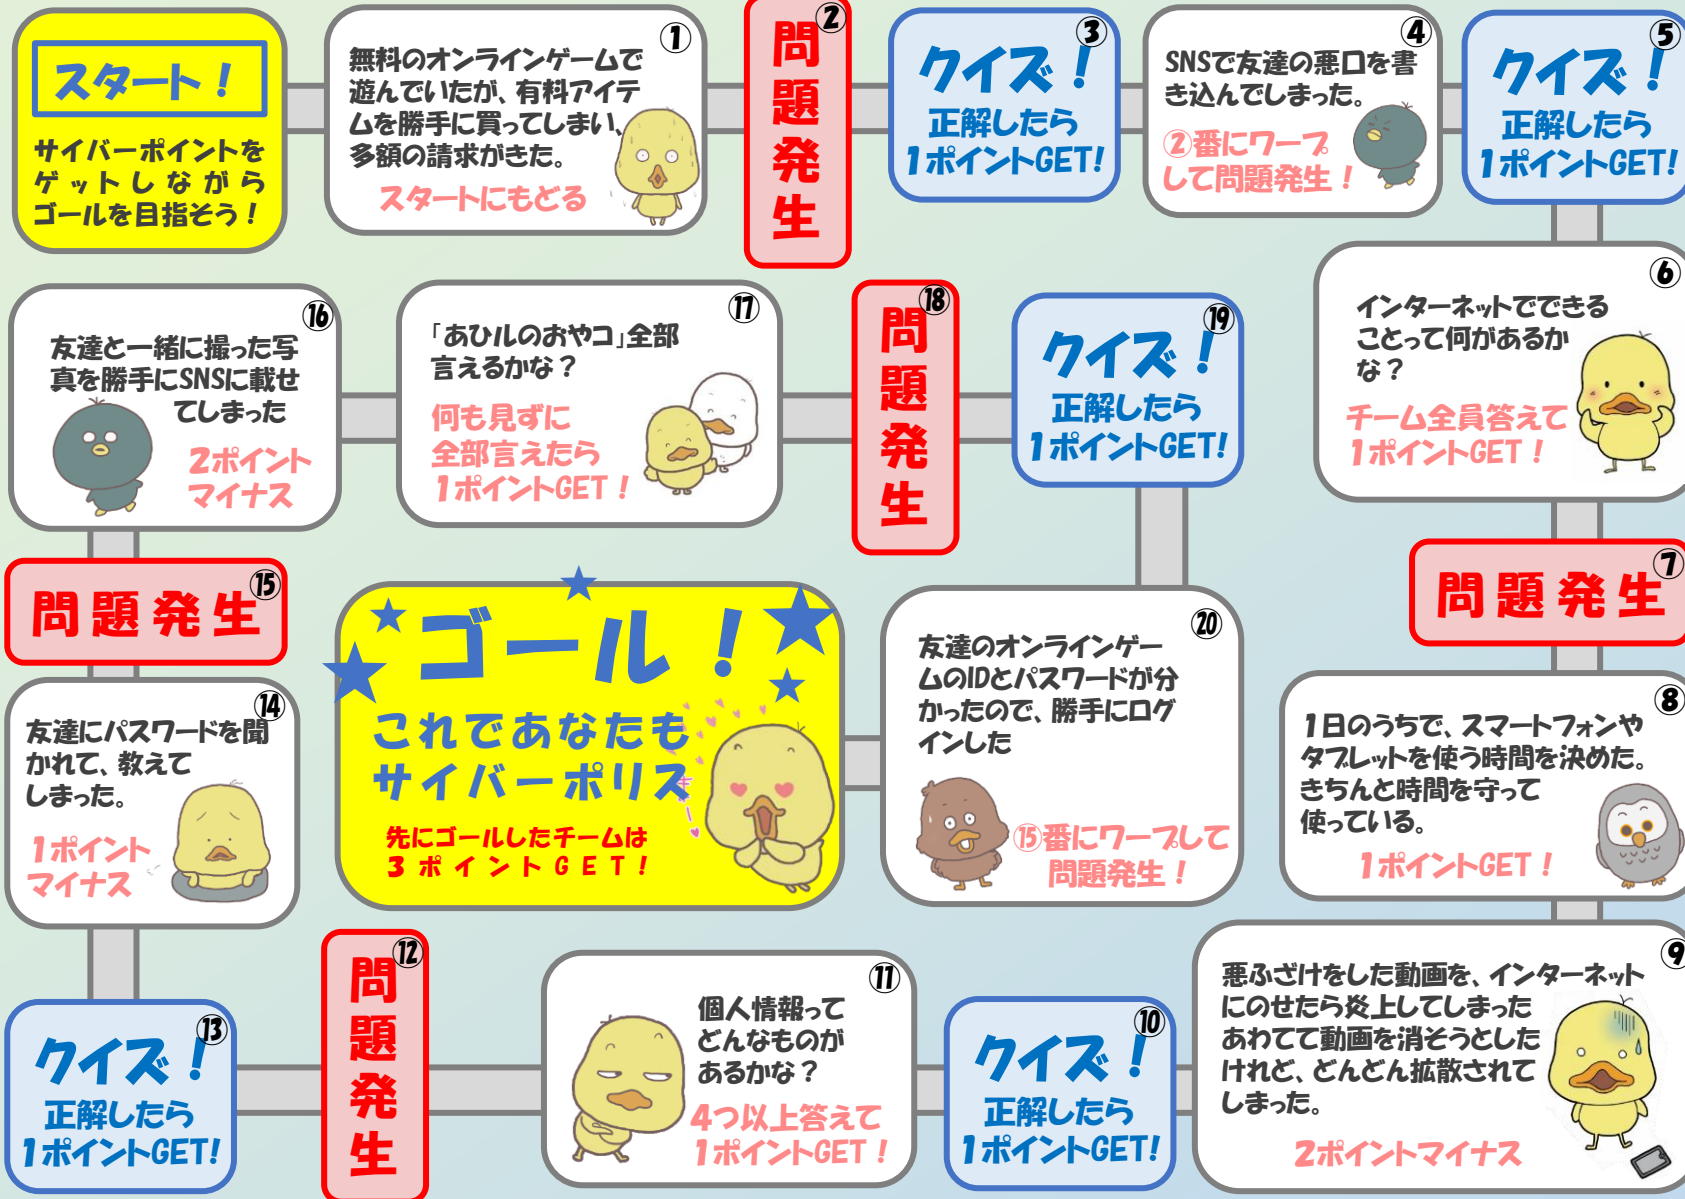 スタート！
サイバーポイントを
ゲットしながら
ゴールを目指そう！
①
無料のオンラインゲームで
遊んでいたが、有料アイテ
ムを勝手に買ってしまい、
多額の請求がきた。
スタートにもどる
②
問題発生
③
クイズ！
正解したら
1ポイントGET!
④
SNSで友達の悪口を書
き込んでしまった。
②番にワープ
して問題発生！
⑤
クイズ！
正解したら
1ポイントGET!
⑥
インターネットでできる
ことって何があるか
な？
チーム全員答えて
1ポイントGET！
⑦
問題発生
⑧
1日のうちで、スマートフォンや
タブレットを使う時間を決めた。
きちんと時間を守って
使っている。
1ポイントGET！
⑨
悪ふざけをした動画を、インターネット
にのせたら炎上してしまった
あわてて動画を消そうとした
けれど、どんどん拡散されて
しまった。
2ポイントマイナス
⑩
クイズ！
正解したら
1ポイントGET!
⑪
個人情報って
どんなものが
あるかな？
4つ以上答えて
1ポイントGET！
⑫
問題発生
⑬
クイズ！
正解したら
1ポイントGET!
⑭
友達にパスワードを聞
かれて、教えて
しまった。
1ポイント
マイナス
⑮
問題発生
⑯
友達と一緒に撮った写
真を勝手にSNSに載せ
てしまった
2ポイント
マイナス
⑰
「あひルのおやコ」全部
言えるかな？
何も見ずに
全部言えたら
1ポイントGET！
⑱
問題発生
⑲
クイズ！
正解したら
1ポイントGET!
⑳
友達のオンラインゲー
ムのIDとパスワードが分
かったので、勝手にログ
インした
⑮番にワープして
問題発生！
ゴール！
これであなたも
サイバーポリス
先にゴールしたチームは
3ポイントGET！